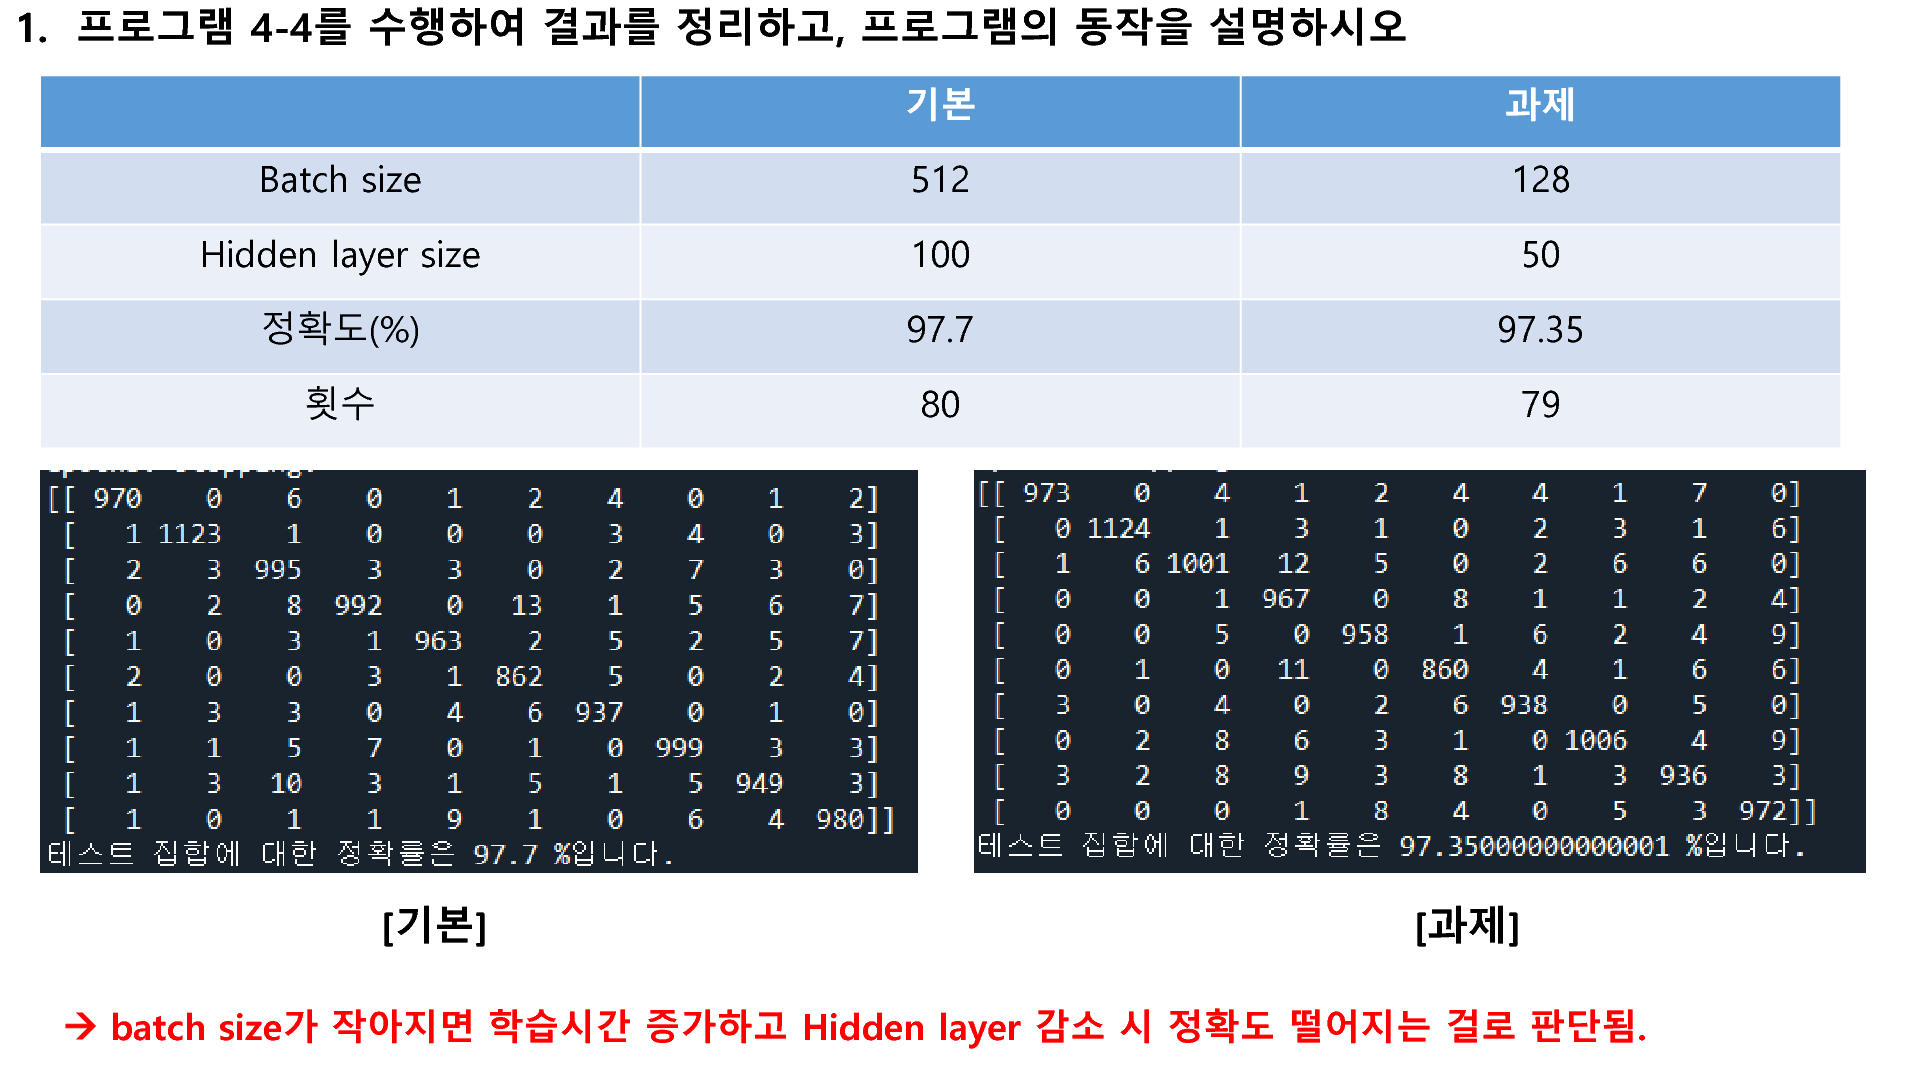 1. 프로그램 4-4를 수행하여 결과를 정리하고, 프로그램의 동작을 설명하시오
기본 과제
Batch size 512 128
Hidden layer size 100 50
정확도(%) 97.7 97.35
횟수 80 79
[[ 970 0 6 0 1 2 4 0 1 2]
[ 1 1123 1 0 0 0 3 4 0 3]
[ 2 3 995 3 3 0 2 7 3 0]
[ 0 2 8 992 0 13 1 5 6 7]
[ 1 0 3 1 963 2 5 2 5 7]
[ 2 0 0 3 1 862 5 0 2 4]
[ 1 3 3 0 4 6 937 0 1 0]
[ 1 1 5 7 0 1 0 999 3 3]
[ 1 3 10 3 1 5 1 5 949 3]
[ 1 0 1 1 9 1 0 6 4 980]]
테스트 집합에 대한 정확률은 97.7 %입니다.
[기본]
[[ 973 0 4 1 2 4 4 1 7 0]
[ 0 1124 1 3 1 0 2 3 1 6]
[ 1 6 1001 12 5 0 2 6 6 0]
[ 0 0 1 967 0 8 1 1 2 4]
[ 0 0 5 0 958 1 6 2 4 9]
[ 0 1 0 11 0 860 4 1 6 6]
[ 3 0 4 0 2 6 938 0 5 0]
[ 0 2 8 6 3 1 0 1006 4 9]
[ 3 2 8 9 3 8 1 3 936 3]
[ 0 0 0 1 8 4 0 5 3 972]]
테스트 집합에 대한 정확률은 97.35000000000001 %입니다.
[과제]
→ batch size가 작아지면 학습시간 증가하고 Hidden layer 감소 시 정확도 떨어지는 걸로 판단됨.